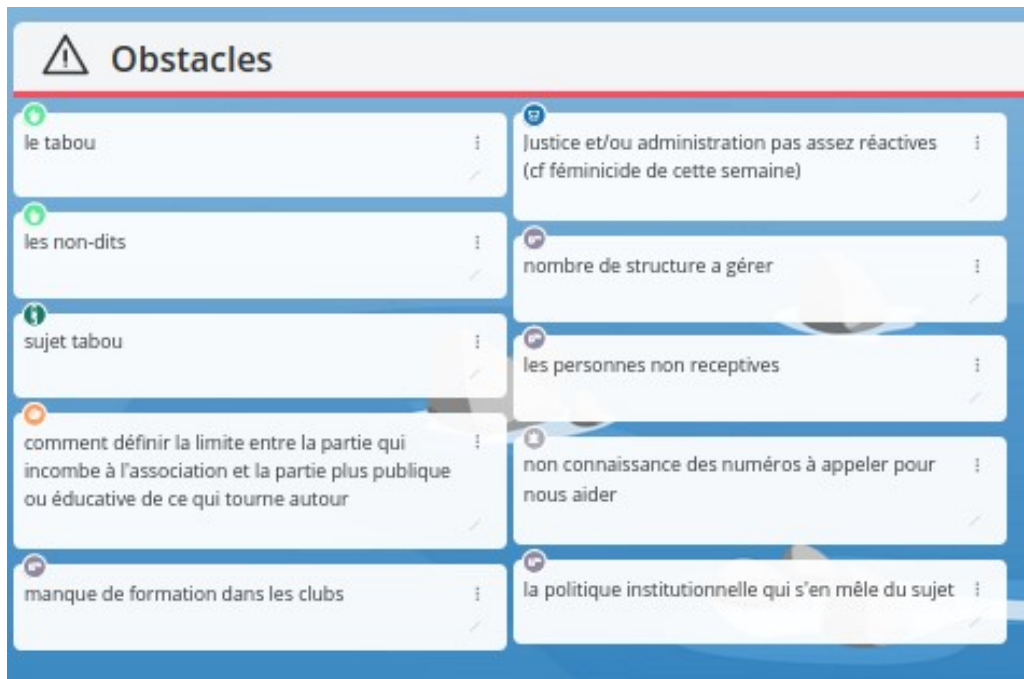 Obstacles
le tabou
les non-dits
sujet tabou
comment définir la limite entre la partie qui
incombe à l'association et la partie plus publique
ou éducative de ce qui tourne autour
manque de formation dans les clubs
Justice et/ou administration pas assez réactives
(cf féminicide de cette semaine)
nombre de structure a gérer
les personnes non receptives
non connaissance des numéros à appeler pour
nous aider
la politique institutionnelle qui s'en mêle du sujet